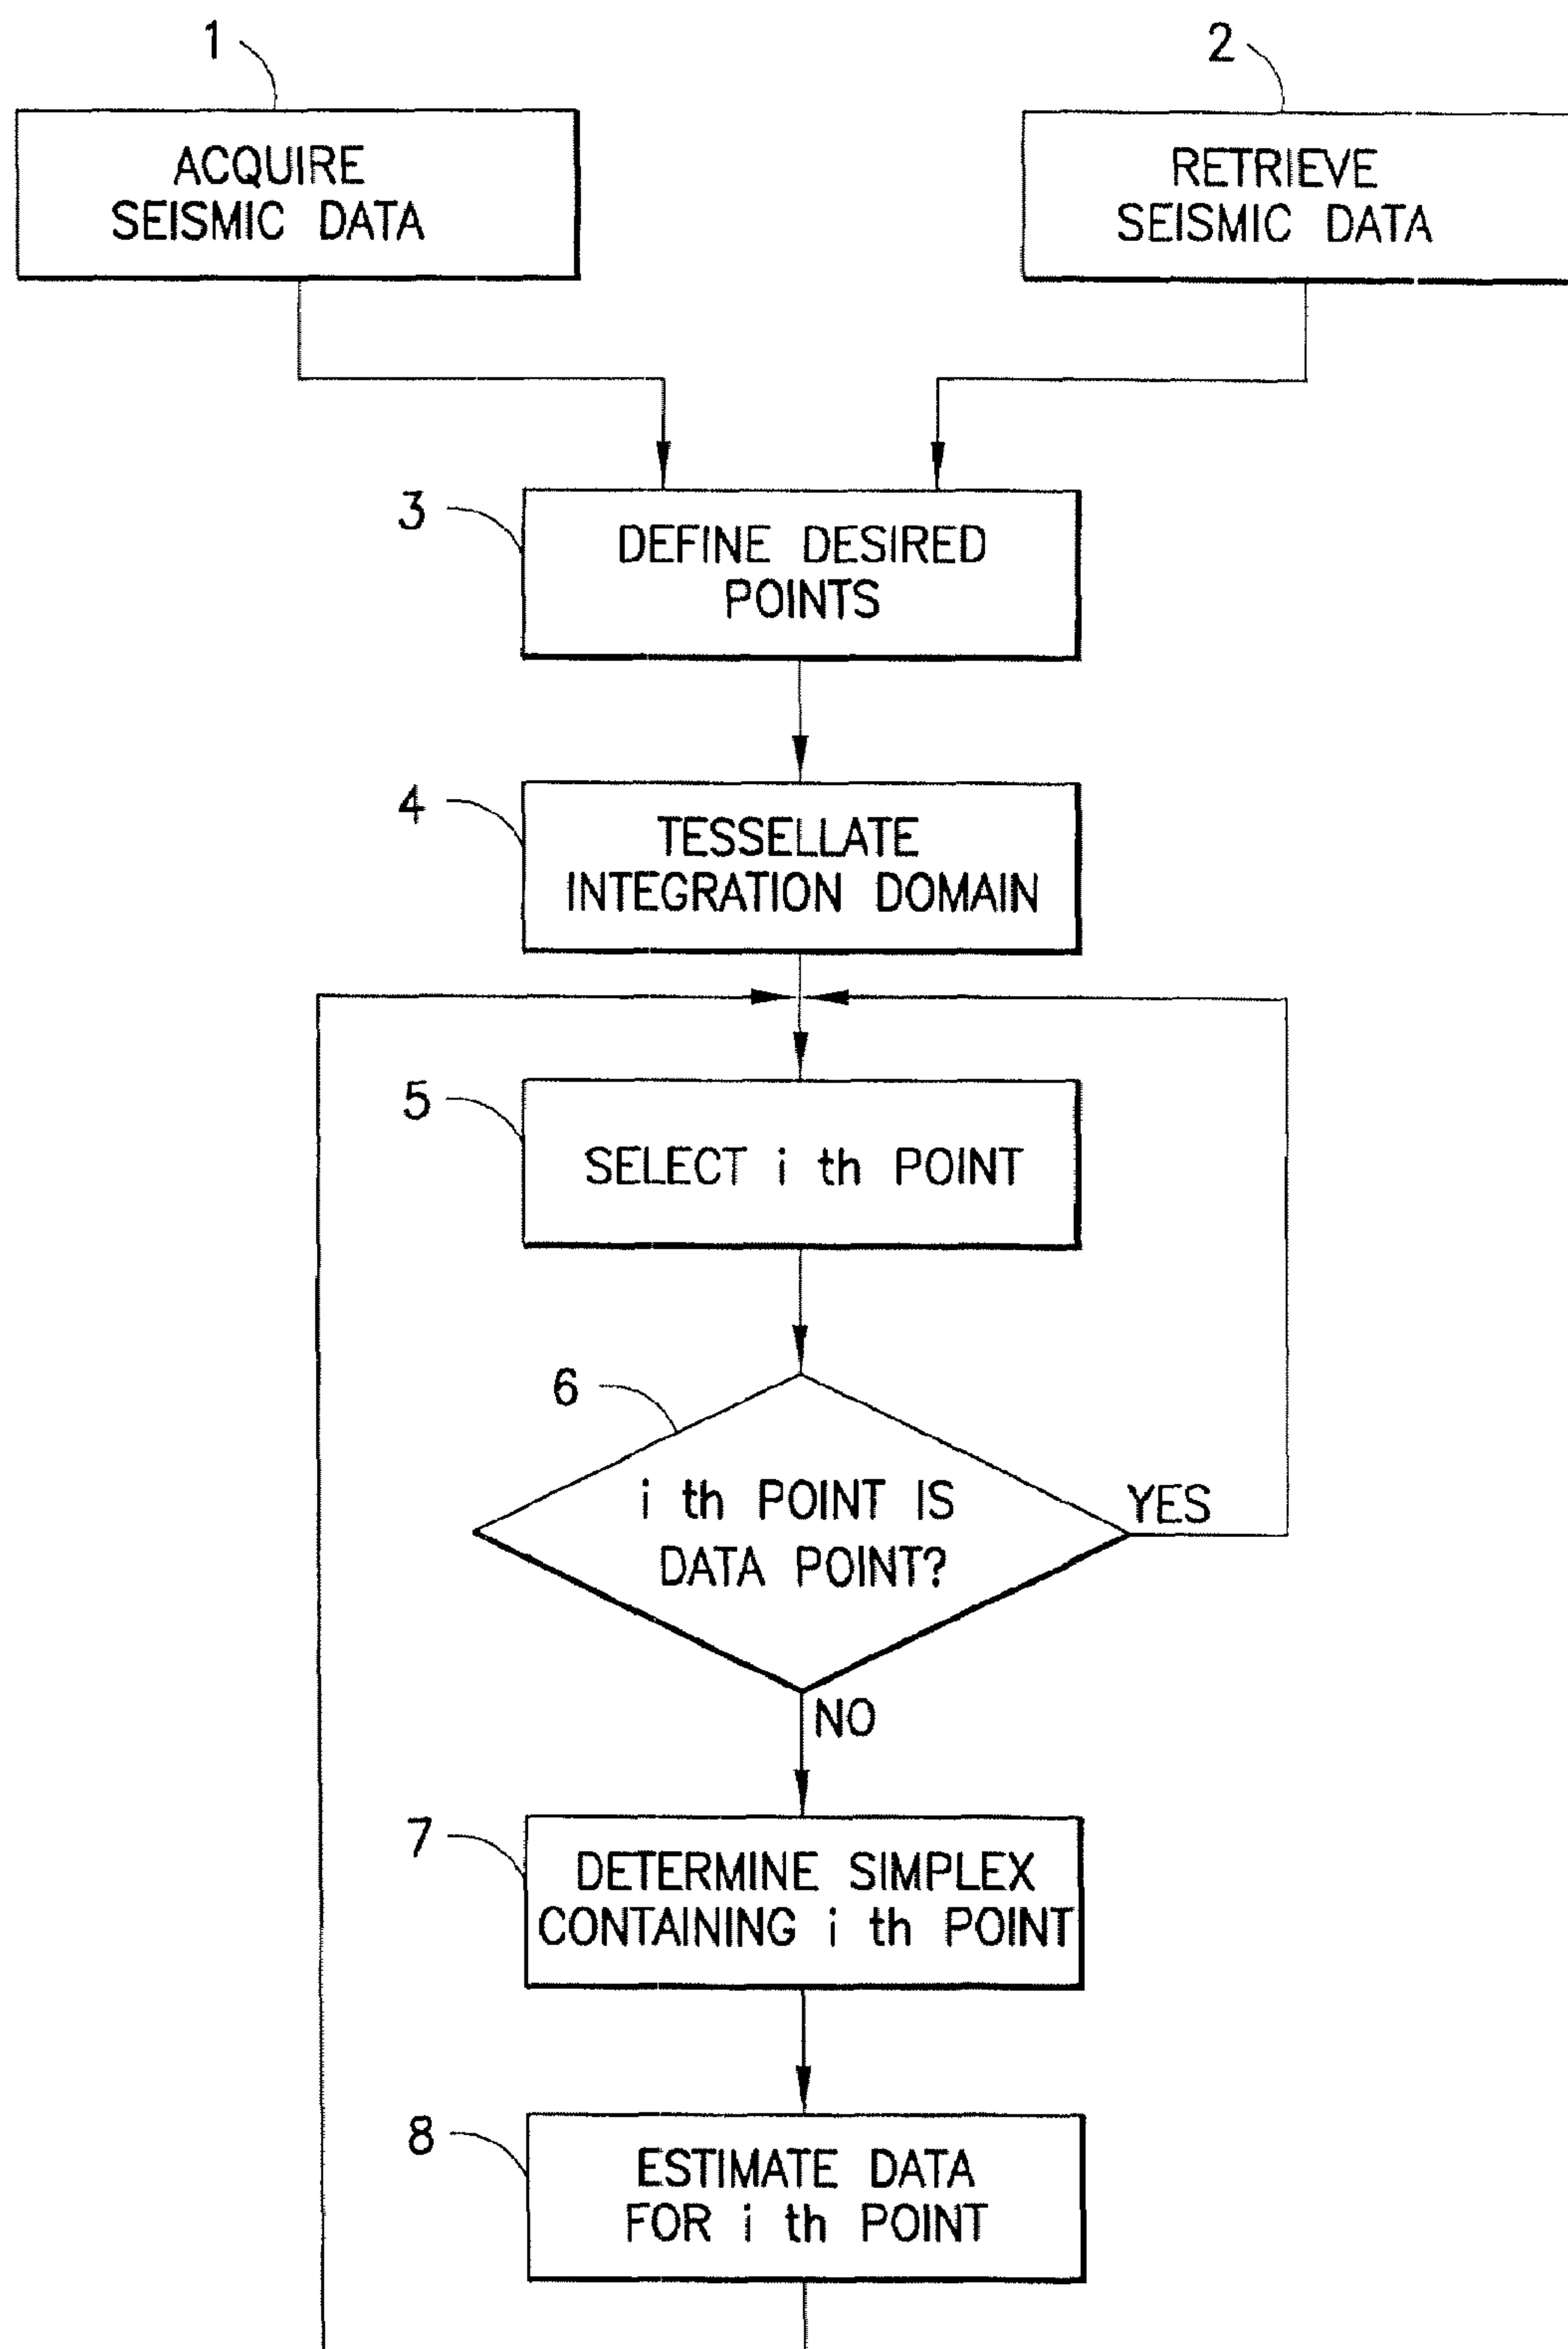 1
ACQUIRE
SEISMIC DATA
2
RETRIEVE
SEISMIC DATA
3
DEFINE DESIRED
POINTS
4
TESSELLATE
INTEGRATION DOMAIN
5
SELECT i th POINT
6
i th POINT IS
DATA POINT?
YES
NO
7
DETERMINE SIMPLEX
CONTAINING i th POINT
8
ESTIMATE DATA
FOR i th POINT